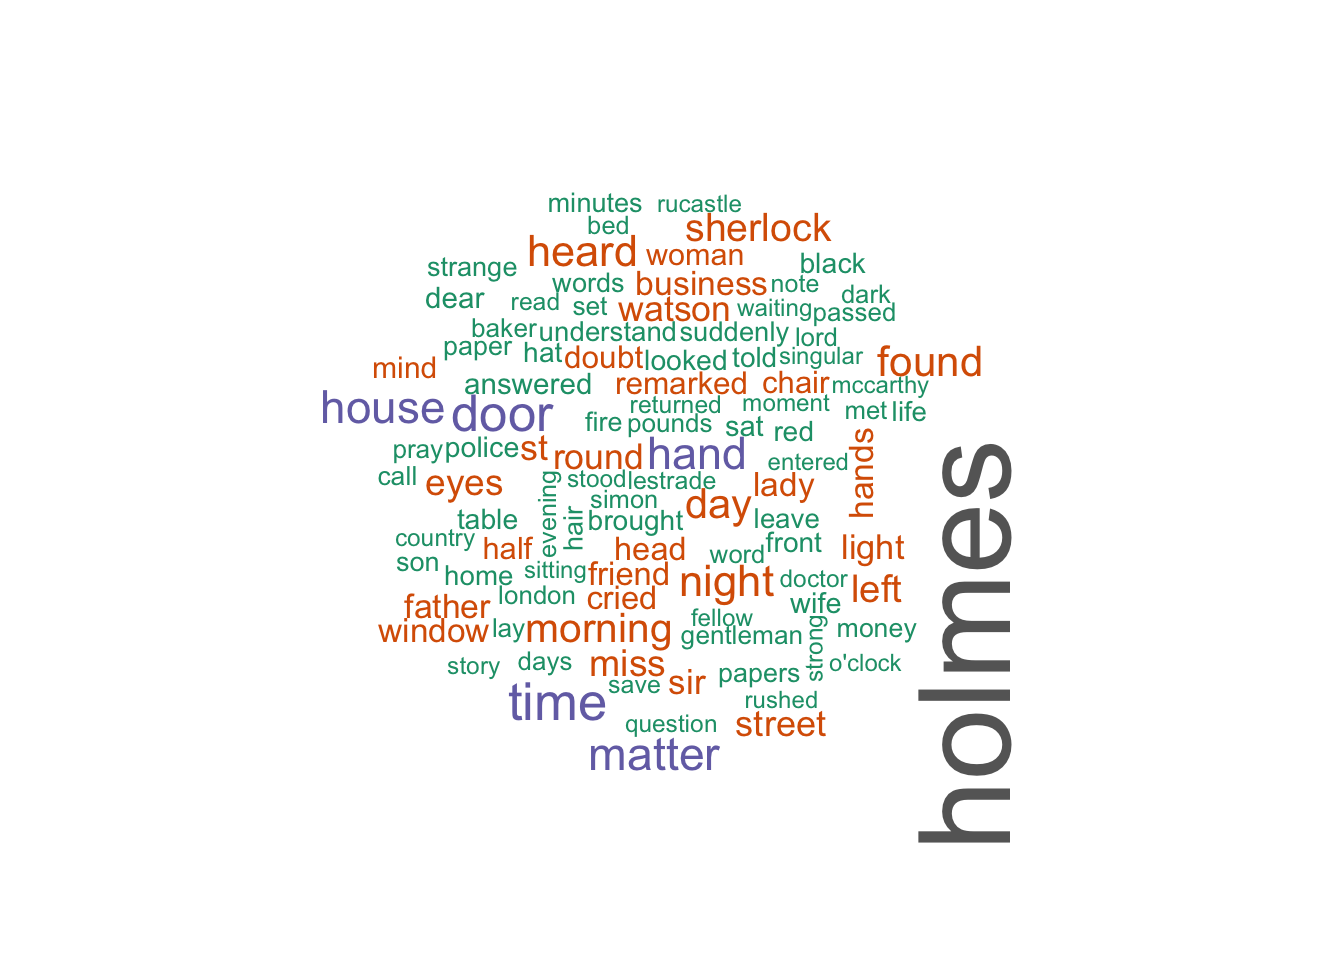 minutes rucastle
bed sherlock
heard woman
strange black
words business note
dear read set watson waiting dark
passed
baker understand suddenly lord
paper hat doubt looked told singular found
mind
answered remarked chair mccarthy
house door returned moment met life
fire pounds sat red
pray police st round hand entered hands
call eyes stood lestrade lady
evening hair simon day
table brought leave
country half head word front light
son home sitting friend night doctor left
london cried wife
father fellow
window lay morning gentleman strong money
story days miss papers o'clock
save sir
time rushed
question street
matter
holmes